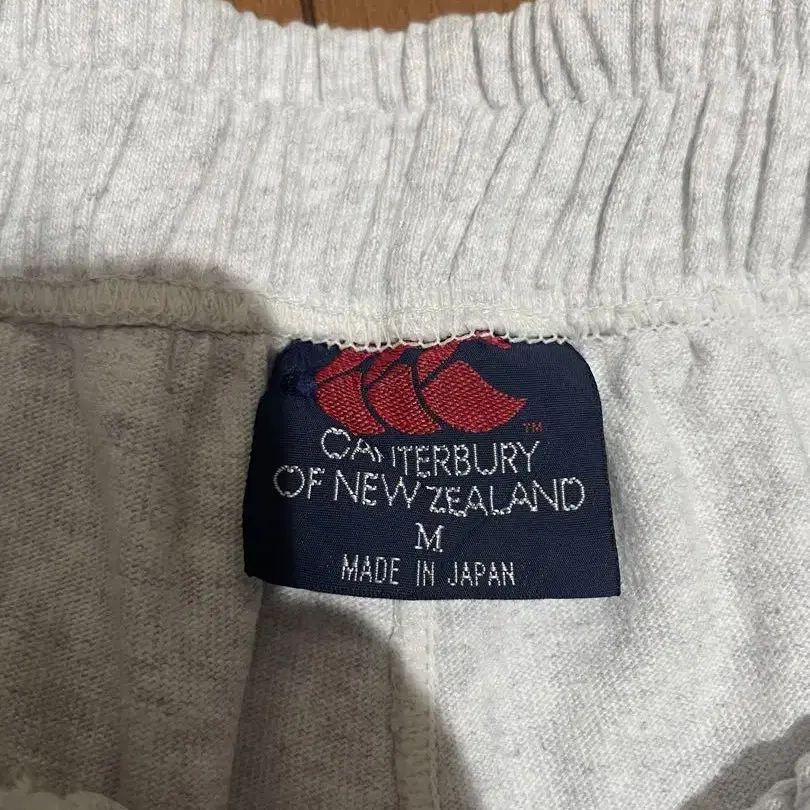 TM
CANTERBURY
OF NEW ZEALAND
M
MADE IN JAPAN